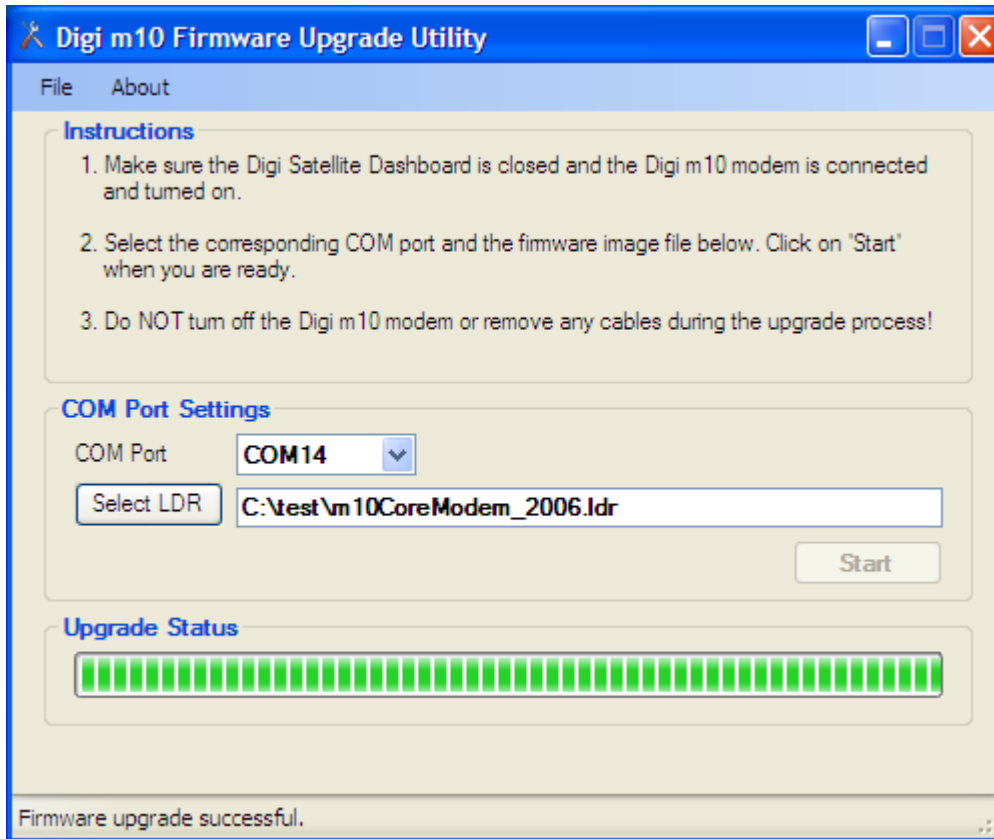 Digi m10 Firmware Upgrade Utility
File About
Instructions
1. Make sure the Digi Satellite Dashboard is closed and the Digi m10 modem is connected
and turned on.
2. Select the corresponding COM port and the firmware image file below. Click on "Start"
when you are ready.
3. Do NOT turn off the Digi m10 modem or remove any cables during the upgrade process!
COM Port Settings
COM Port COM14
Select LDR C:\test\m10CoreModem_2006.ldr
Start
Upgrade Status
Firmware upgrade successful.